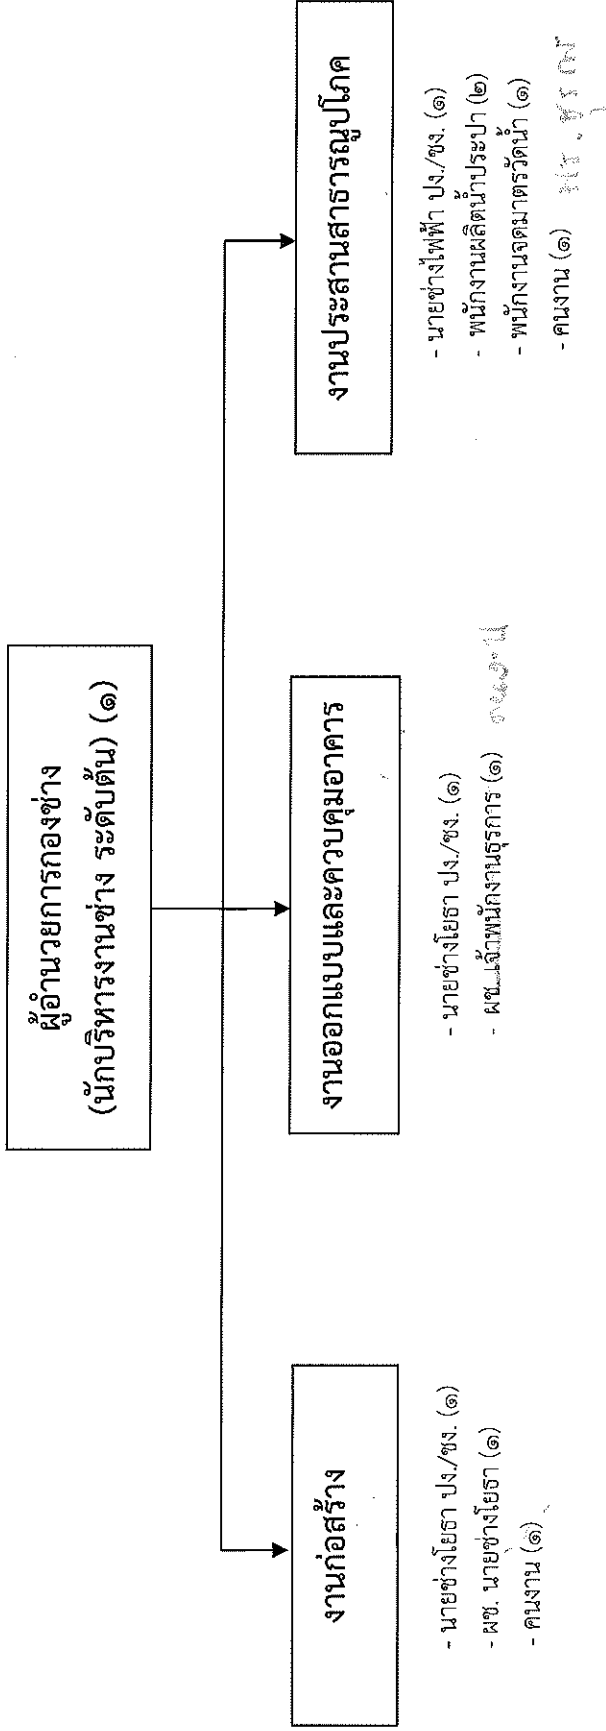 ผู้อำนวยการกองช่าง
(นักบริหารงานช่าง ระดับต้น) (๑)
งานก่อสร้าง
- นายช่างโยธา ปง./ชง. (๑)
- ผช. นายช่างโยธา (๑)
- คนงาน (๑)
งานออกแบบและควบคุมอาคาร
- นายช่างโยธา ปง./ชง. (๑)
- ผช.เจ้าพนักงานธุรการ (๑)
งานประสานสาธารณูปโภค
- นายช่างไฟฟ้า ปง./ชง. (๑)
- พนักงานผลิตน้ำประปา (๒)
- พนักงานจดมาตรวัดน้ำ (๑)
- คนงาน (๑)